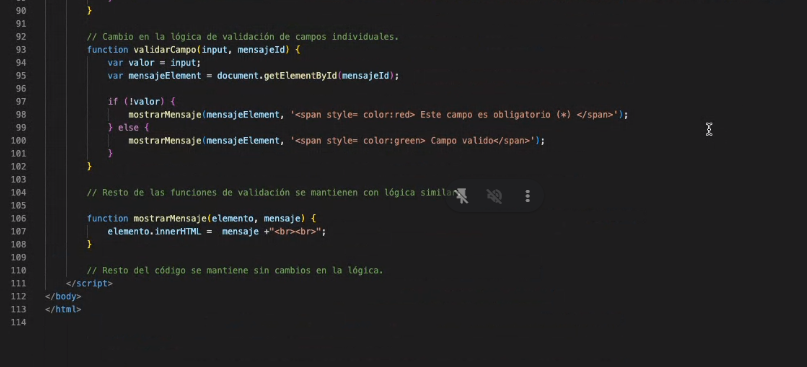 90 }
91
92 // Cambio en la lógica de validación de campos individuales.
93 function validarCampo(input, mensajeId) {
94 var valor = input;
95 var mensajeElement = document.getElementById(mensajeId);
96
97 if (!valor) {
98 mostrarMensaje(mensajeElement, '<span style= color:red> Este campo es obligatorio (*) </span>');
99 } else {
100 mostrarMensaje(mensajeElement, '<span style= color:green> Campo valido</span>');
101 }
102 }
103
104 // Resto de las funciones de validación se mantienen con lógica
105
106 function mostrarMensaje(elemento, mensaje) {
107 elemento.innerHTML = mensaje +"<br><br>";
108 }
109
110 // Resto del código se mantiene sin cambios en la lógica.
111 </script>
112 </body>
113 </html>
114